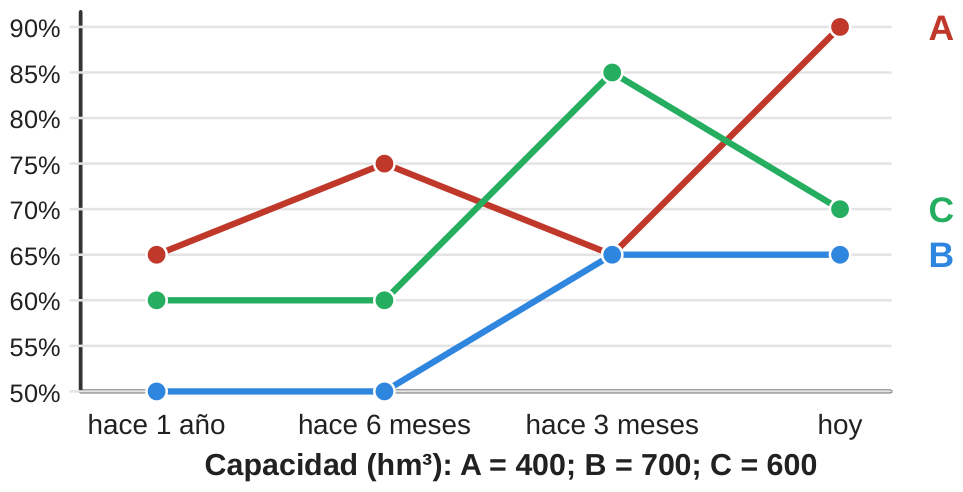 90%
A
85%
80%
75%
70%
C
65%
B
60%
55%
50%
hace 1 año hace 6 meses hace 3 meses hoy
Capacidad (hm³): A = 400; B = 700; C = 600